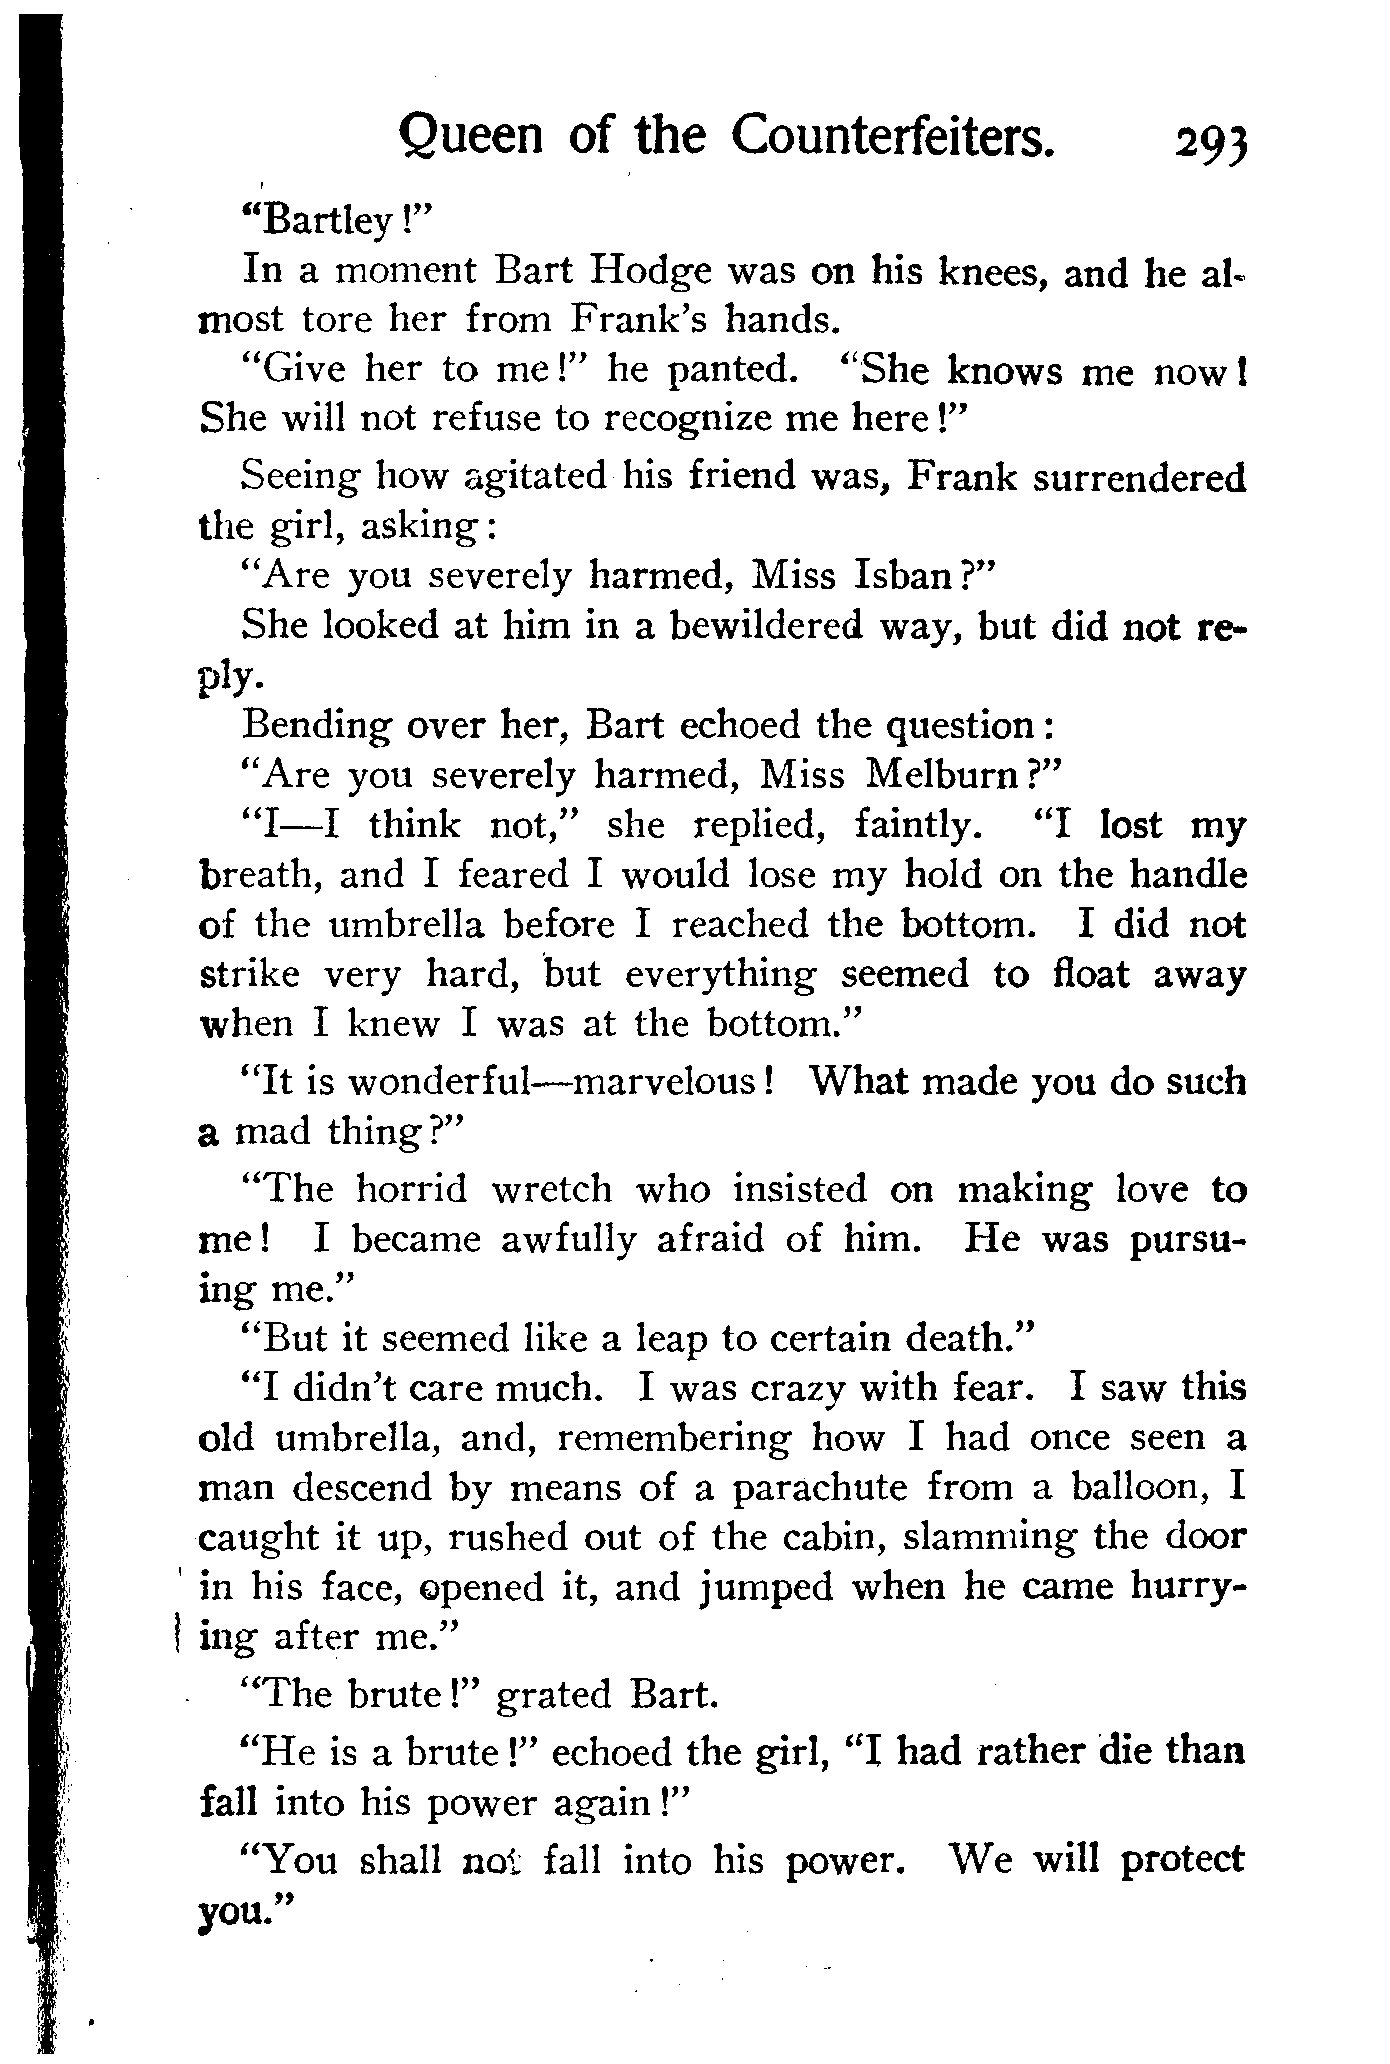 Queen of the Counterfeiters. 293
“Bartley!”
In a moment Bart Hodge was on his knees, and he al-
most tore her from Frank's hands.
“Give her to me!” he panted. “She knows me now!
She will not refuse to recognize me here!”
Seeing how agitated his friend was, Frank surrendered
the girl, asking:
“Are you severely harmed, Miss Isban?”
She looked at him in a bewildered way, but did not re-
ply.
Bending over her, Bart echoed the question:
“Are you severely harmed, Miss Melburn?”
“I—I think not,” she replied, faintly. “I lost my
breath, and I feared I would lose my hold on the handle
of the umbrella before I reached the bottom. I did not
strike very hard, but everything seemed to float away
when I knew I was at the bottom.”
“It is wonderful—marvelous! What made you do such
a mad thing?”
“The horrid wretch who insisted on making love to
me! I became awfully afraid of him. He was pursu-
ing me.”
“But it seemed like a leap to certain death.”
“I didn't care much. I was crazy with fear. I saw this
old umbrella, and, remembering how I had once seen a
man descend by means of a parachute from a balloon, I
caught it up, rushed out of the cabin, slamming the door
in his face, opened it, and jumped when he came hurry-
ing after me.”
“The brute!” grated Bart.
“He is a brute!” echoed the girl, “I had rather die than
fall into his power again!”
“You shall not fall into his power. We will protect
you.”